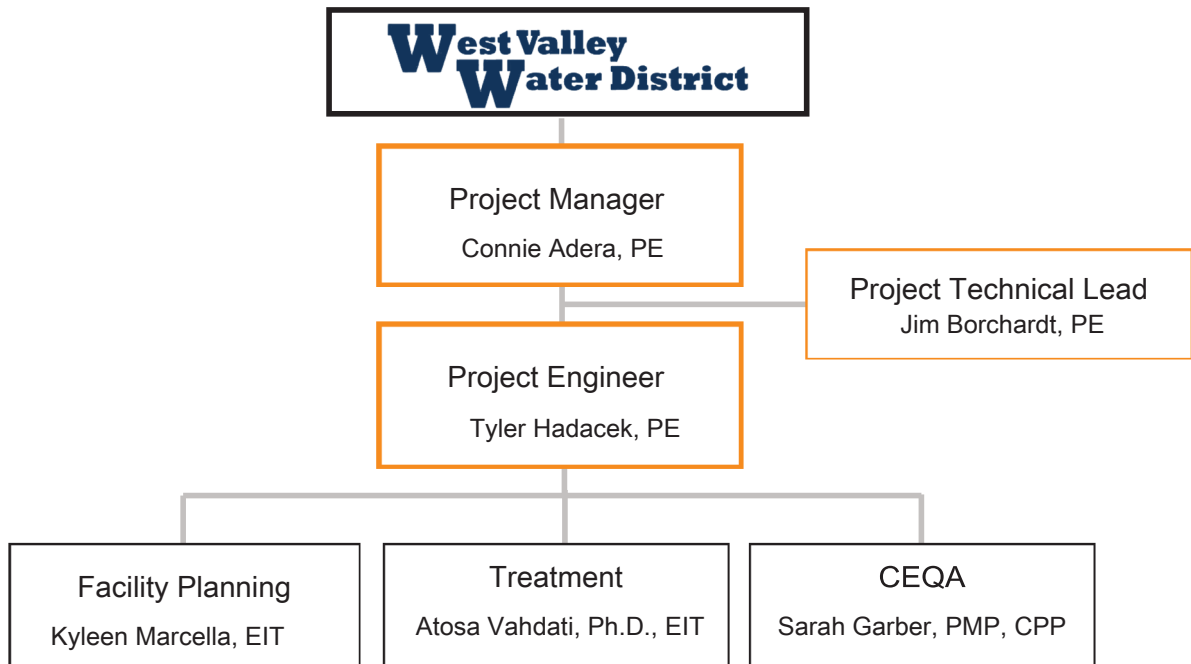 West Valley
Water District
Project Manager
Connie Adera, PE
Project Technical Lead
Jim Borchardt, PE
Project Engineer
Tyler Hadacek, PE
Facility Planning
Kyleen Marcella, EIT
Treatment
Atosa Vahdati, Ph.D., EIT
CEQA
Sarah Garber, PMP, CPP